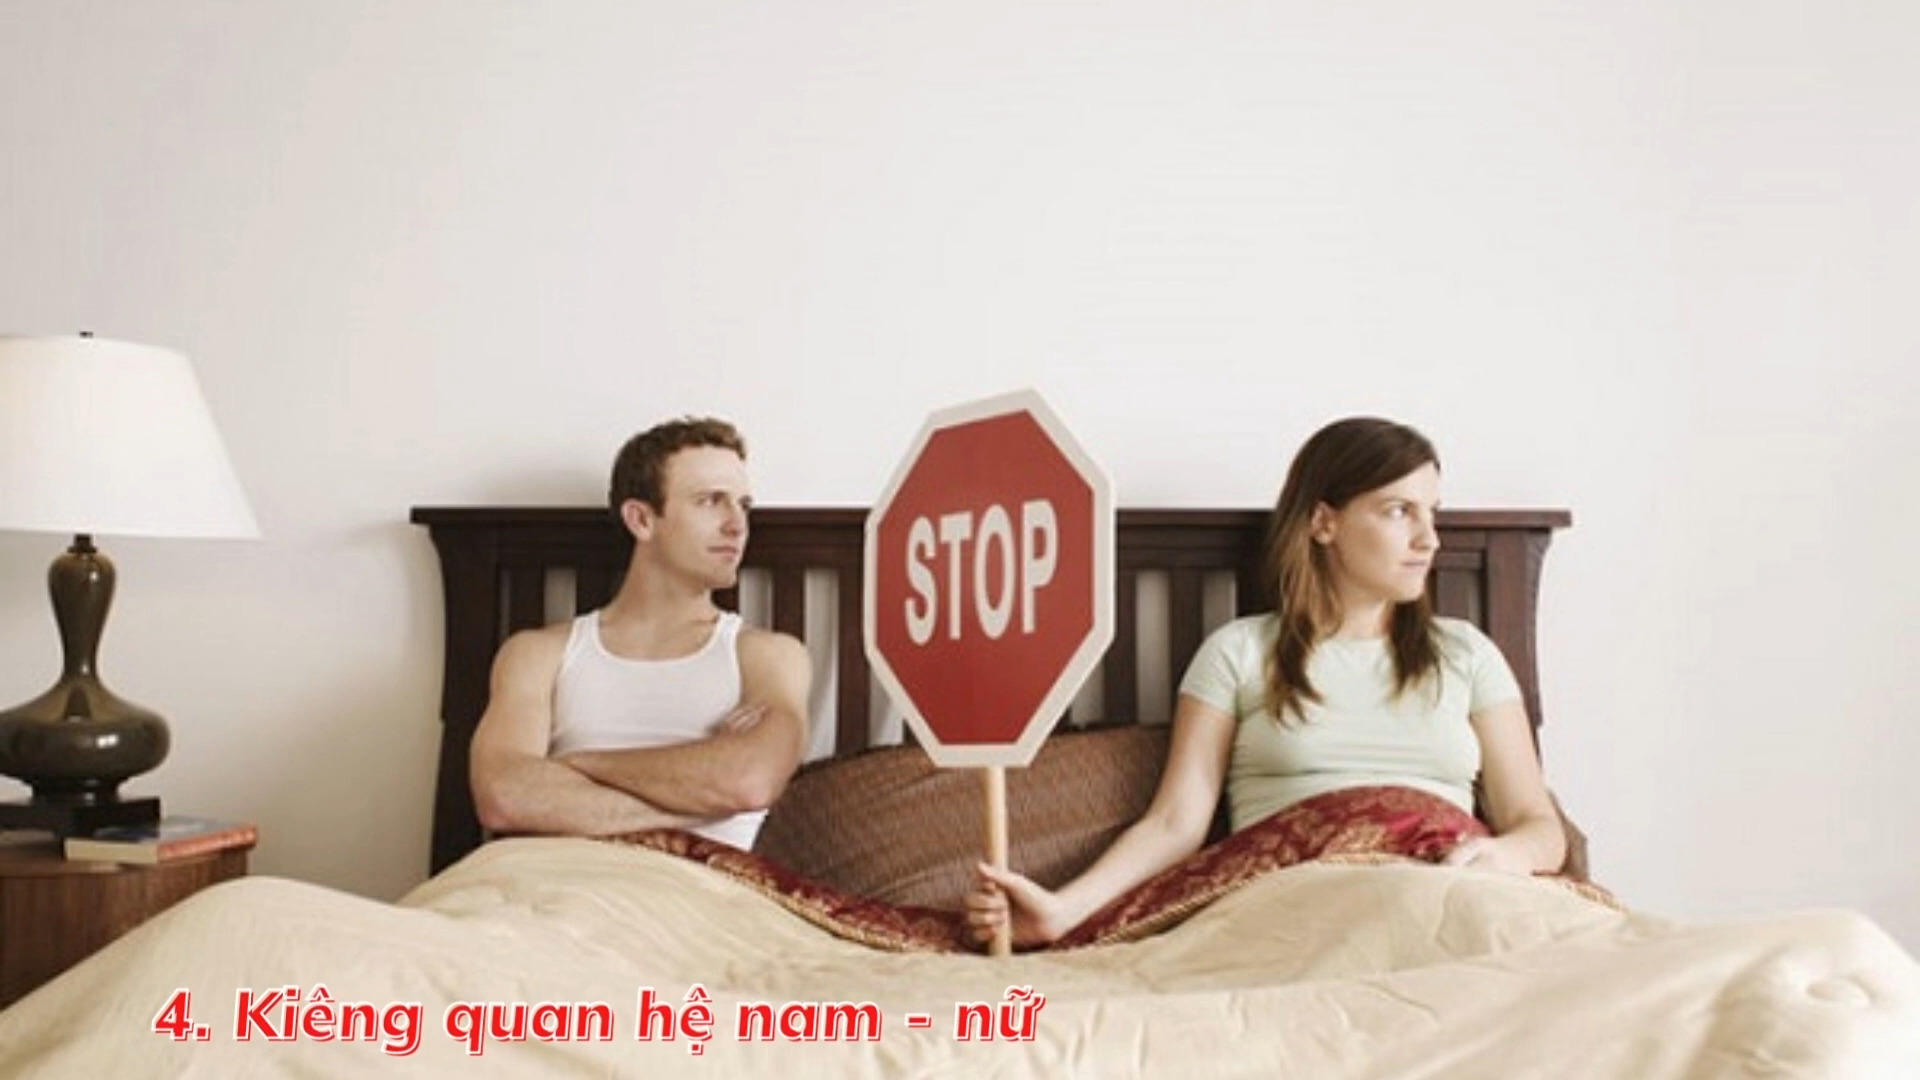 STOP
4. Kiêng quan hệ nam - nữ